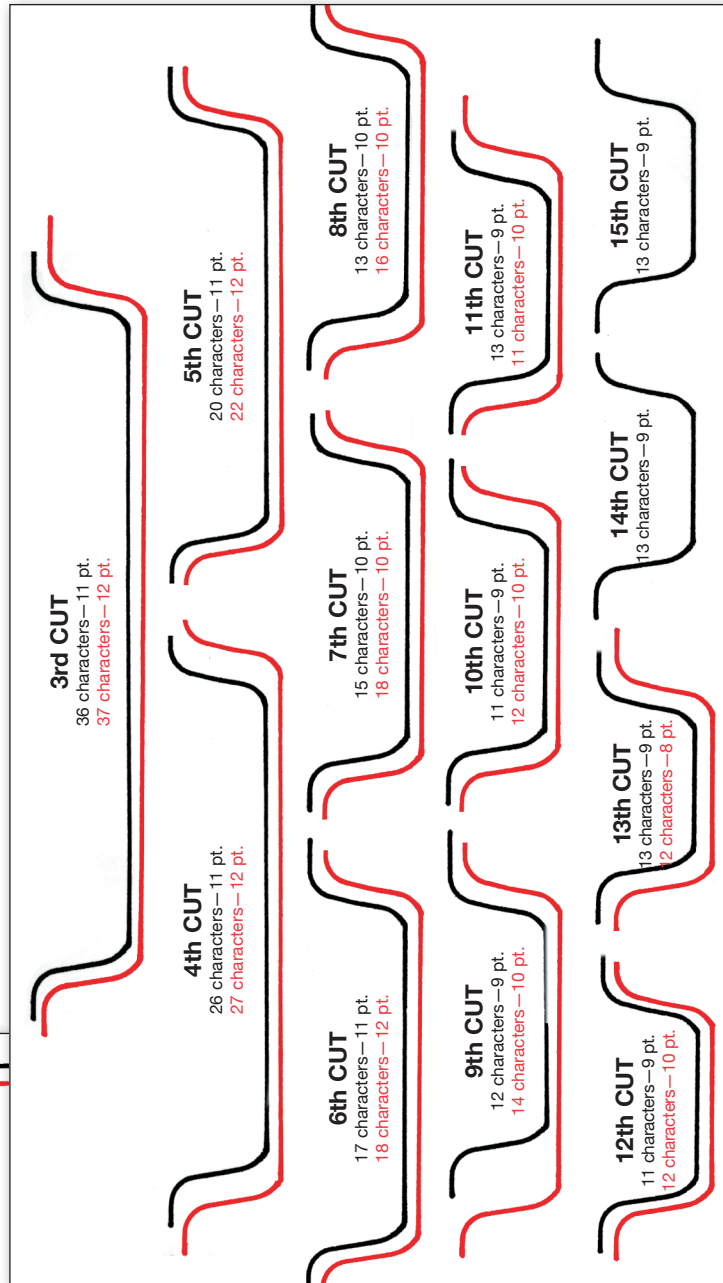 3rd CUT
36 characters—11 pt.
37 characters—12 pt.
4th CUT
26 characters—11 pt.
27 characters—12 pt.
5th CUT
20 characters—11 pt.
22 characters—12 pt.
6th CUT
17 characters—11 pt.
18 characters—12 pt.
7th CUT
15 characters—10 pt.
18 characters—10 pt.
8th CUT
13 characters—10 pt.
16 characters—10 pt.
9th CUT
12 characters—9 pt.
14 characters—10 pt.
10th CUT
11 characters—9 pt.
12 characters—10 pt.
11th CUT
13 characters—9 pt.
11 characters—10 pt.
12th CUT
11 characters—9 pt.
12 characters—10 pt.
13th CUT
13 characters—9 pt.
12 characters—8 pt.
14th CUT
13 characters—9 pt.
15th CUT
13 characters—9 pt.